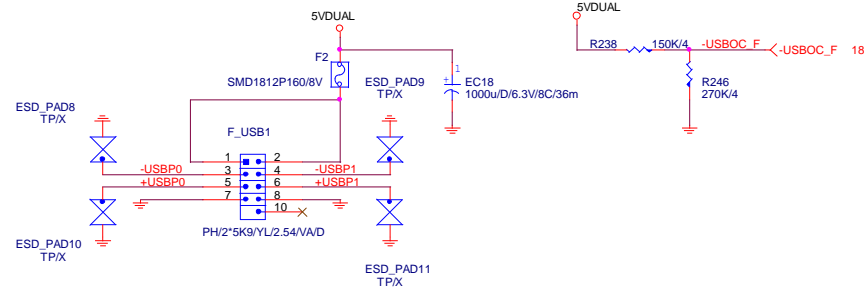 5VDUAL
F2
SMD1812P160/8V
1
+
EC18
1000u/D/6.3V/8C/36m
5VDUAL
R238
150K/4
-USBOC_F
-USBOC_F 18
R246
270K/4
ESD_PAD8
TP/X
ESD_PAD9
TP/X
F_USB1
1 2
-USBP0 3 4 -USBP1
+USBP0 5 6 +USBP1
7 8
10
PH/2*5K9/YL/2.54/VA/D
ESD_PAD10
TP/X
ESD_PAD11
TP/X